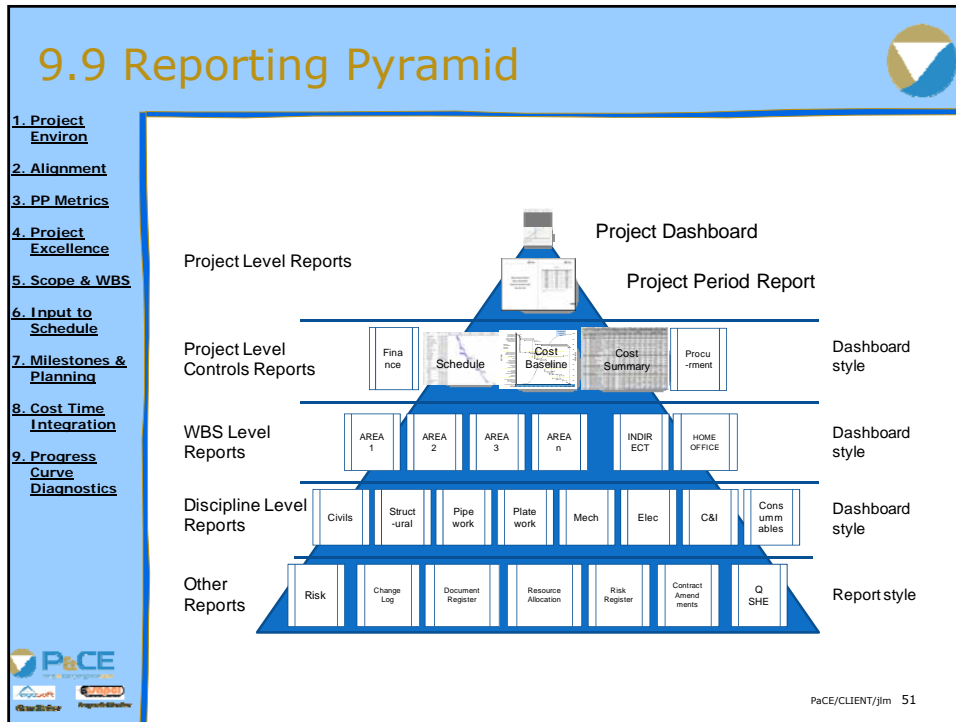 9.9 Reporting Pyramid
1. Project
Environ
2. Alignment
3. PP Metrics
4. Project
Excellence
5. Scope & WBS
6. Input to
Schedule
7. Milestones &
Planning
8. Cost Time
Integration
9. Progress
Curve
Diagnostics
Project Level Reports
Project Dashboard
Project Period Report
Project Level
Controls Reports
Fina
nce
Schedule
Cost
Baseline
Cost
Summary
Procu
-rment
Dashboard
style
WBS Level
Reports
AREA
1
AREA
2
AREA
3
AREA
n
INDIR
ECT
HOME
OFFICE
Dashboard
style
Discipline Level
Reports
Civils
Struct
-ural
Pipe
work
Plate
work
Mech
Elec
C&I
Cons
umm
ables
Dashboard
style
Other
Reports
Risk
Change
Log
Document
Register
Resource
Allocation
Risk
Register
Contract
Amend
ments
Q
SHE
Report style
P&CE
PaCE/CLIENT/jlm 51